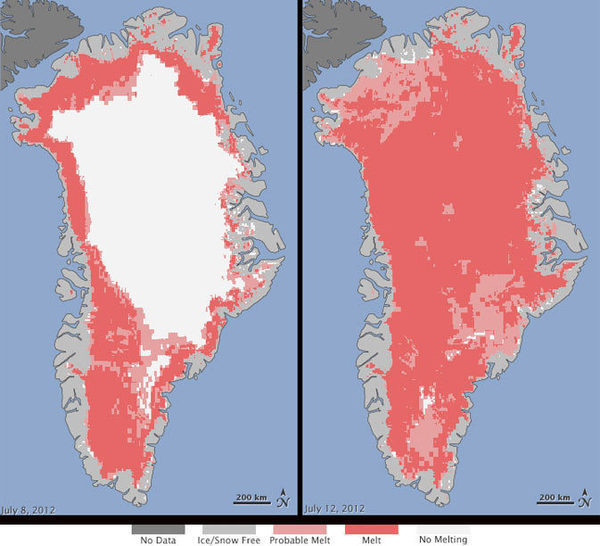 200 km
N
July 8, 2012
200 km
N
July 12, 2012
No Data
Ice/Snow Free
Probable Melt
Melt
No Melting